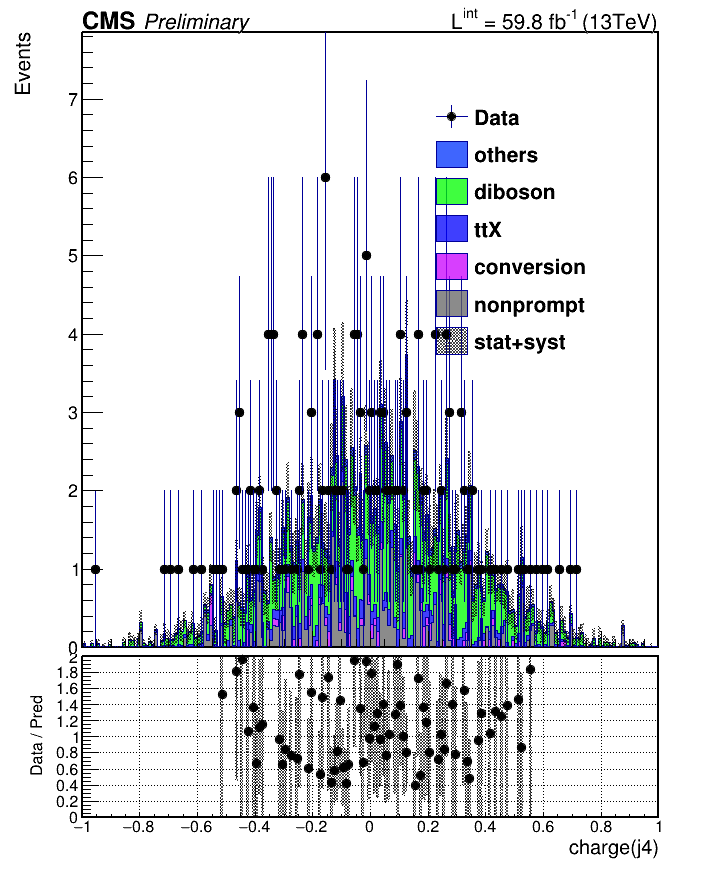 CMS Preliminary L^int = 59.8 fb^-1 (13TeV)
Events
7
6
5
4
3
2
1
0
Data
others
diboson
ttX
conversion
nonprompt
stat+syst
Data / Pred
2
1.8
1.6
1.4
1.2
1
0.8
0.6
0.4
0.2
0
−1 −0.8 −0.6 −0.4 −0.2 0 0.2 0.4 0.6 0.8 1
charge(j4)